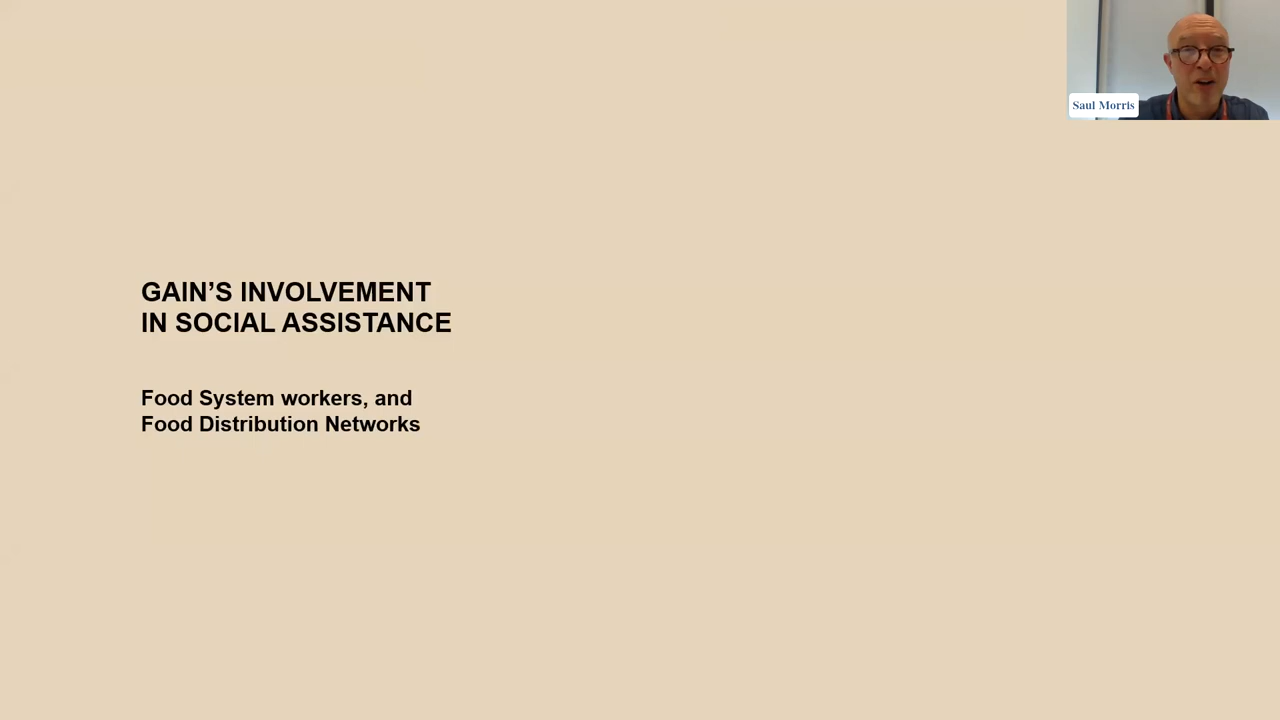 Saul Morris
GAIN’S INVOLVEMENT
IN SOCIAL ASSISTANCE
Food System workers, and
Food Distribution Networks